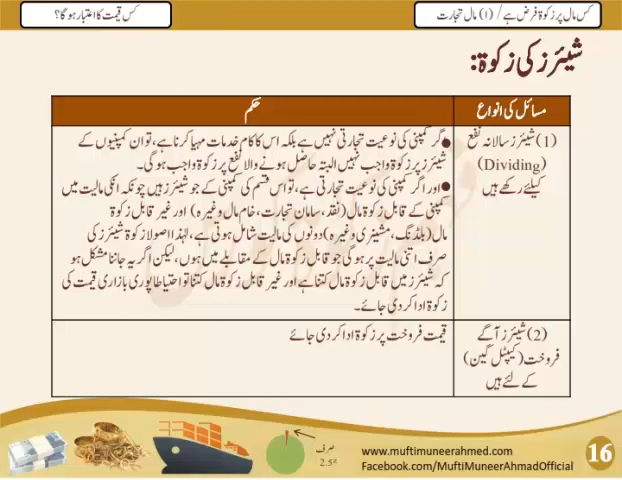 کس مال پر زکوۃ فرض ہے / (۱) مال تجارت
کس قیمت کا اعتبار ہوگا؟
شیئرز کی زکوۃ:
مسائل کی انواع
حکم
(1) شیئرز سالانہ نفع
(Dividing)
کیلئے رکھے ہیں
●گر کمپنی کی نوعیت تجارتی نہیں ہے بلکہ اس کا کام خدمات مہیا کرنا ہے، تو ان کمپنیوں کے
شیئرز پر زکوۃ واجب نہیں البتہ حاصل ہونے والا نفع پر زکوۃ واجب ہوگی۔
●اور اگر کمپنی کی نوعیت تجارتی ہے، تو اس قسم کی کمپنی کے جو شیئرز ہیں چونکہ انکی مالیت میں
کمپنی کے قابل زکوۃ مال (نقد، سامان تجارت، خام مال وغیرہ) اور غیر قابل زکوۃ
مال (بلڈنگ، مشینری وغیرہ) دونوں کی مالیت شامل ہوتی ہے، لہذا اصولا زکوۃ شیئرز کی
صرف اتنی مالیت پر ہوگی جو قابل زکوۃ مال کے مقابلے میں ہوں، لیکن اگر یہ جاننا مشکل ہو
کہ شیئرز میں قابل زکوۃ مال کتنا ہے اور غیر قابل زکوۃ مال کتنا تو احتیاطا پوری بازاری قیمت کی
زکوۃ ادا کر دی جائے۔
(2) شیئرز آگے
فروخت (کیپٹل گین)
کے لئے ہیں
قیمت فروخت پر زکوۃ ادا کر دی جائے
صرف
2.5%
www.muftimuneerahmed.com
Facebook.com/MuftiMuneerAhmadOfficial
16